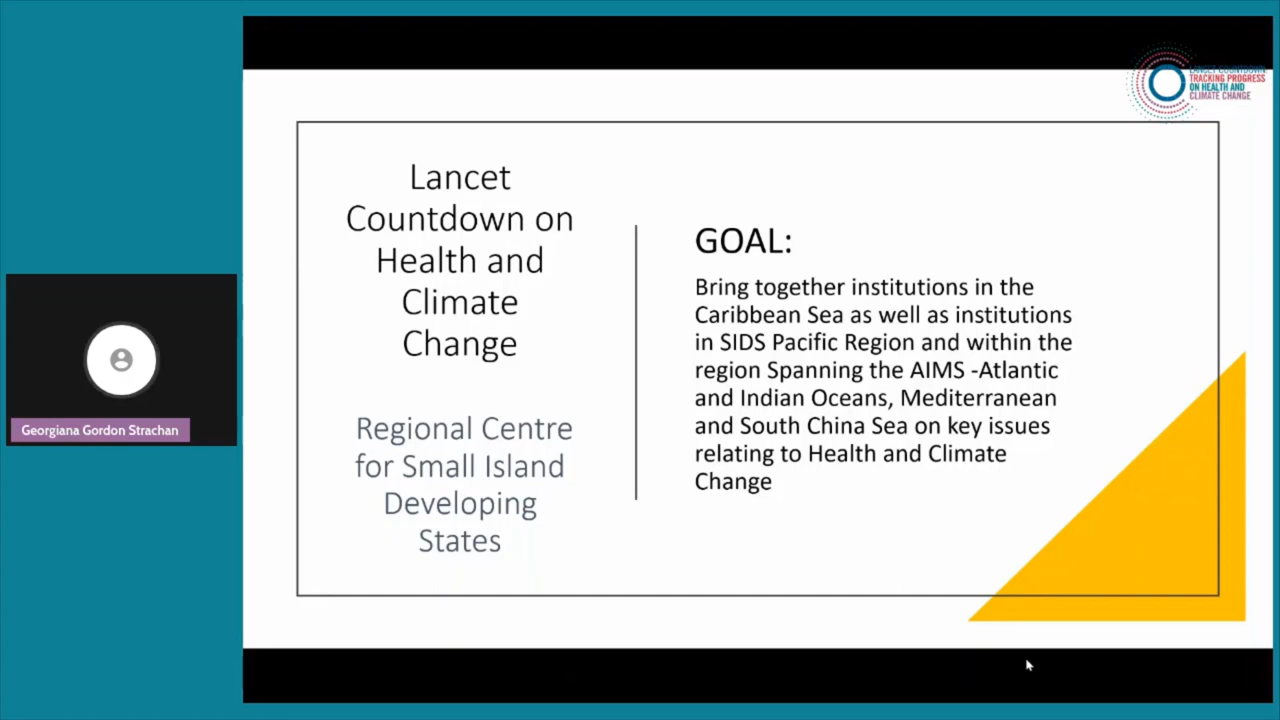 LANCET COUNTDOWN:
TRACKING PROGRESS
ON HEALTH AND
CLIMATE CHANGE
Lancet
Countdown on
Health and
Climate
Change
Regional Centre
for Small Island
Developing
States
GOAL:
Bring together institutions in the
Caribbean Sea as well as institutions
in SIDS Pacific Region and within the
region Spanning the AIMS -Atlantic
and Indian Oceans, Mediterranean
and South China Sea on key issues
relating to Health and Climate
Change
Georgiana Gordon Strachan